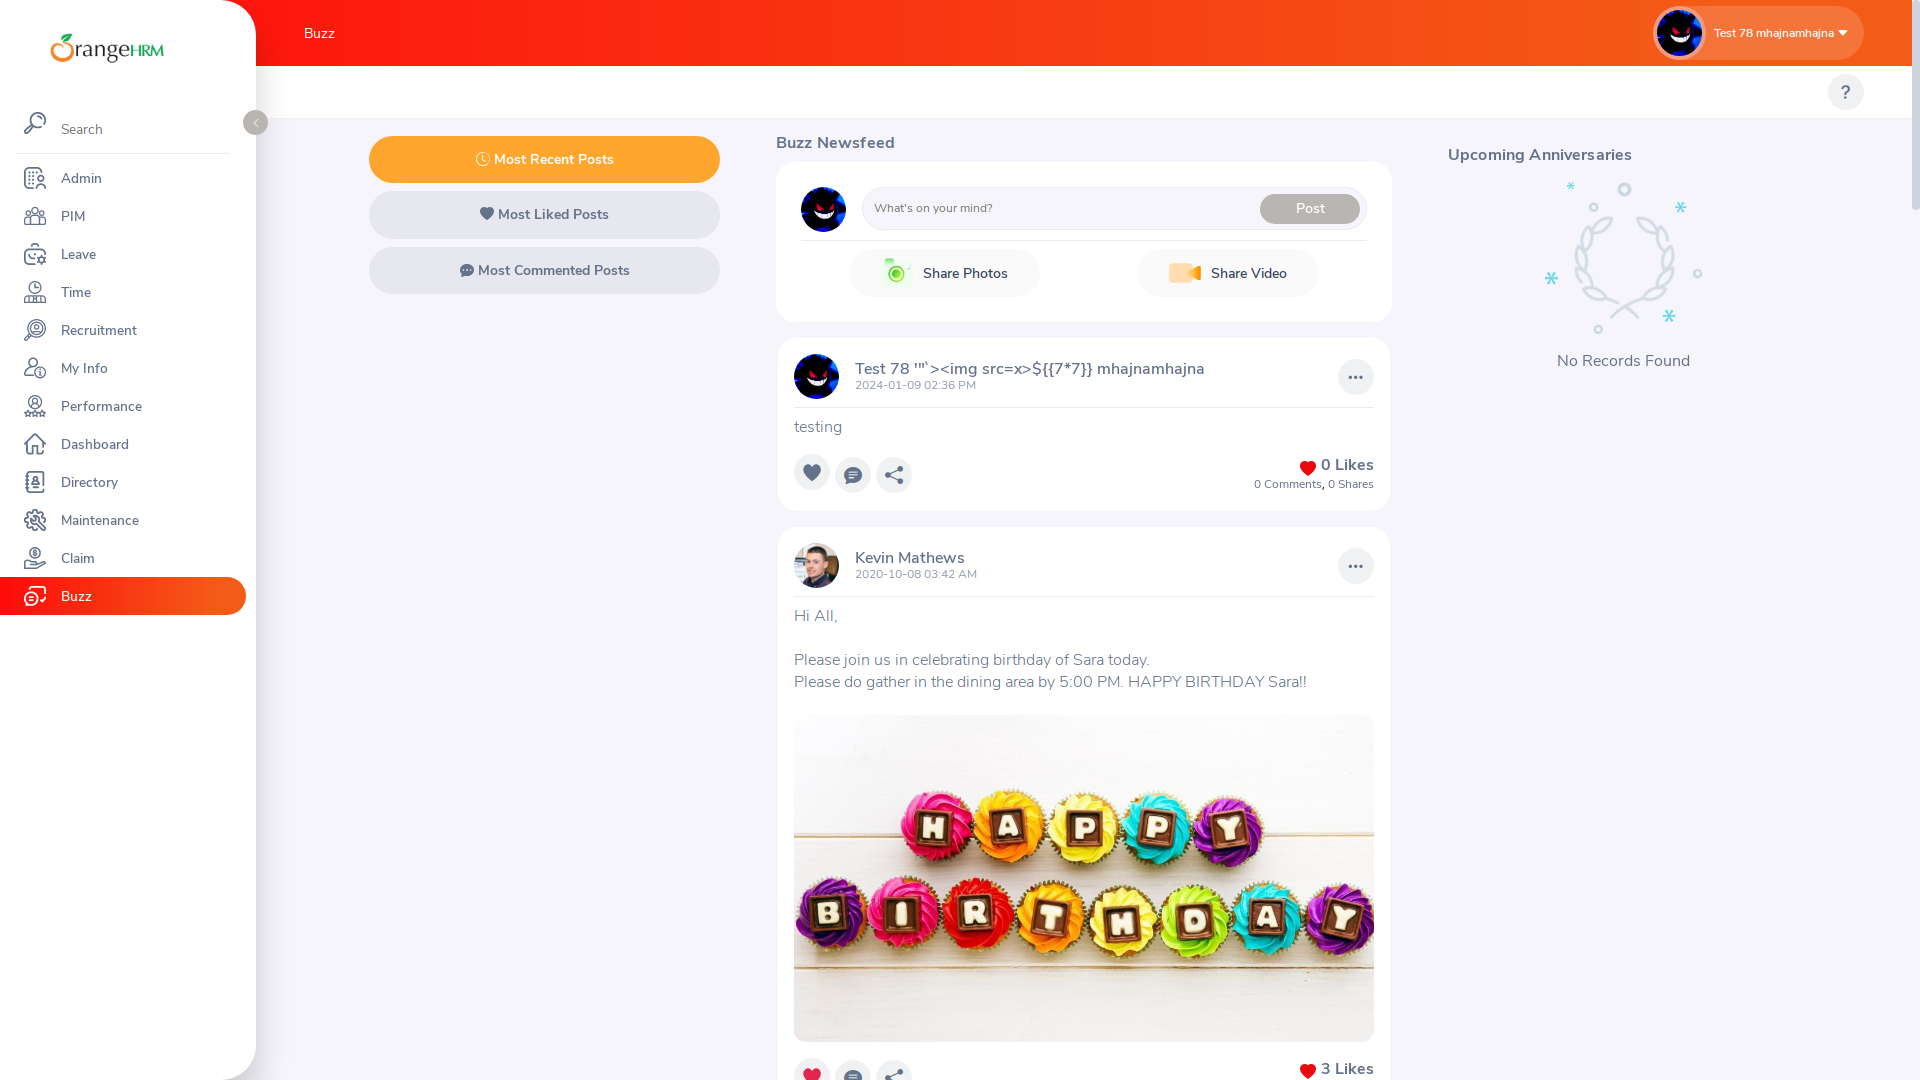 OrangeHRM
Search
Admin
PIM
Leave
Time
Recruitment
My Info
Performance
Dashboard
Directory
Maintenance
Claim
Buzz
Buzz
Test 78 mhajnamhajna
?
Most Recent Posts
Most Liked Posts
Most Commented Posts
Buzz Newsfeed
What's on your mind?
Post
Share Photos
Share Video
Test 78 '"`><img src=x>${{7*7}} mhajnamhajna
2024-01-09 02:36 PM
testing
0 Likes
0 Comments, 0 Shares
Kevin Mathews
2020-10-08 03:42 AM
Hi All,
Please join us in celebrating birthday of Sara today.
Please do gather in the dining area by 5:00 PM. HAPPY BIRTHDAY Sara!!
HAPPY
BIRTHDAY
3 Likes
Upcoming Anniversaries
No Records Found